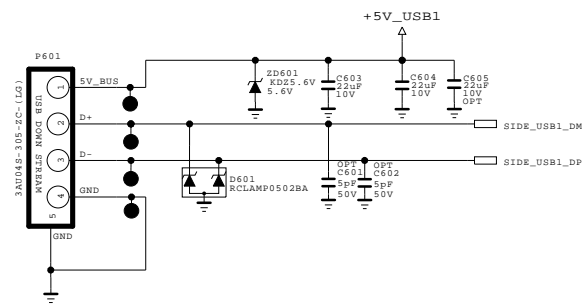 +5V_USB1
P601
5V_BUS
D+
D-
GND
1
2
3
4
5
GND
3AU04S-305-ZC-(LG)
USB DOWN STREAM
ZD601
KDZ5.6V
5.6V
C603
22uF
10V
C604
22uF
10V
C605
22uF
10V
OPT
SIDE_USB1_DM
SIDE_USB1_DP
D601
RCLAMP0502BA
OPT
C601
5pF
50V
OPT
C602
5pF
50V